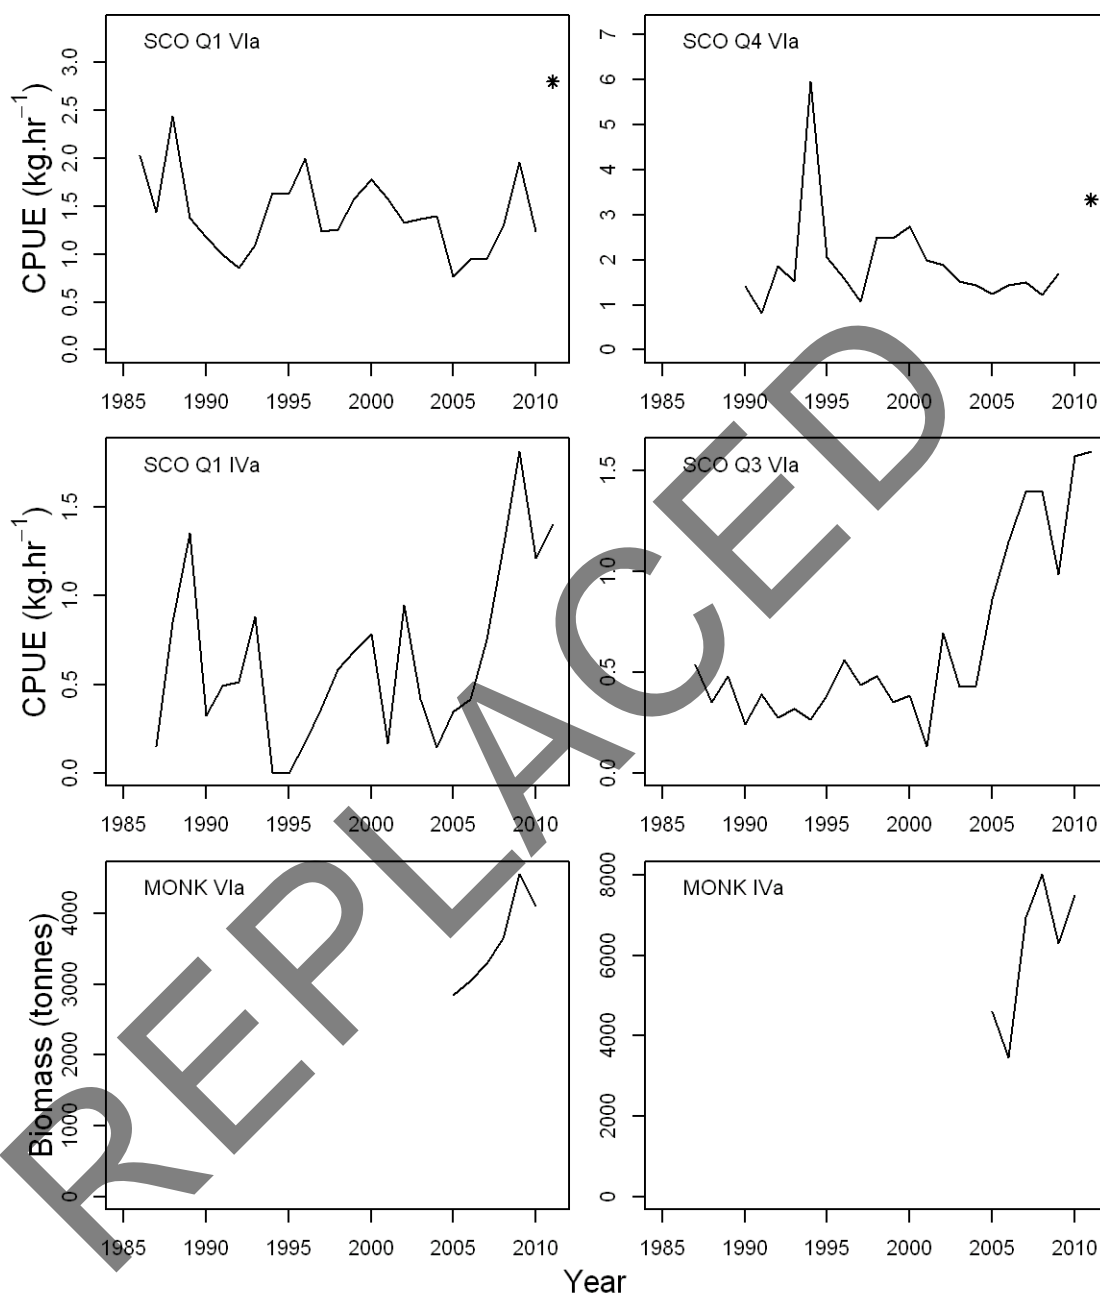 SCO Q1 VIa
CPUE (kg.hr⁻¹)
0.0 0.5 1.0 1.5 2.0 2.5 3.0
*
1985 1990 1995 2000 2005 2010
SCO Q4 VIa
0 1 2 3 4 5 6 7
*
1985 1990 1995 2000 2005 2010
SCO Q1 IVa
CPUE (kg.hr⁻¹)
0.0 0.5 1.0 1.5
1985 1990 1995 2000 2005 2010
SCO Q3 VIa
0.0 0.5 1.0 1.5
1985 1990 1995 2000 2005 2010
MONK VIa
Biomass (tonnes)
0 1000 2000 3000 4000
1985 1990 1995 2000 2005 2010
MONK IVa
0 2000 4000 6000 8000
1985 1990 1995 2000 2005 2010
Year
REPLACED